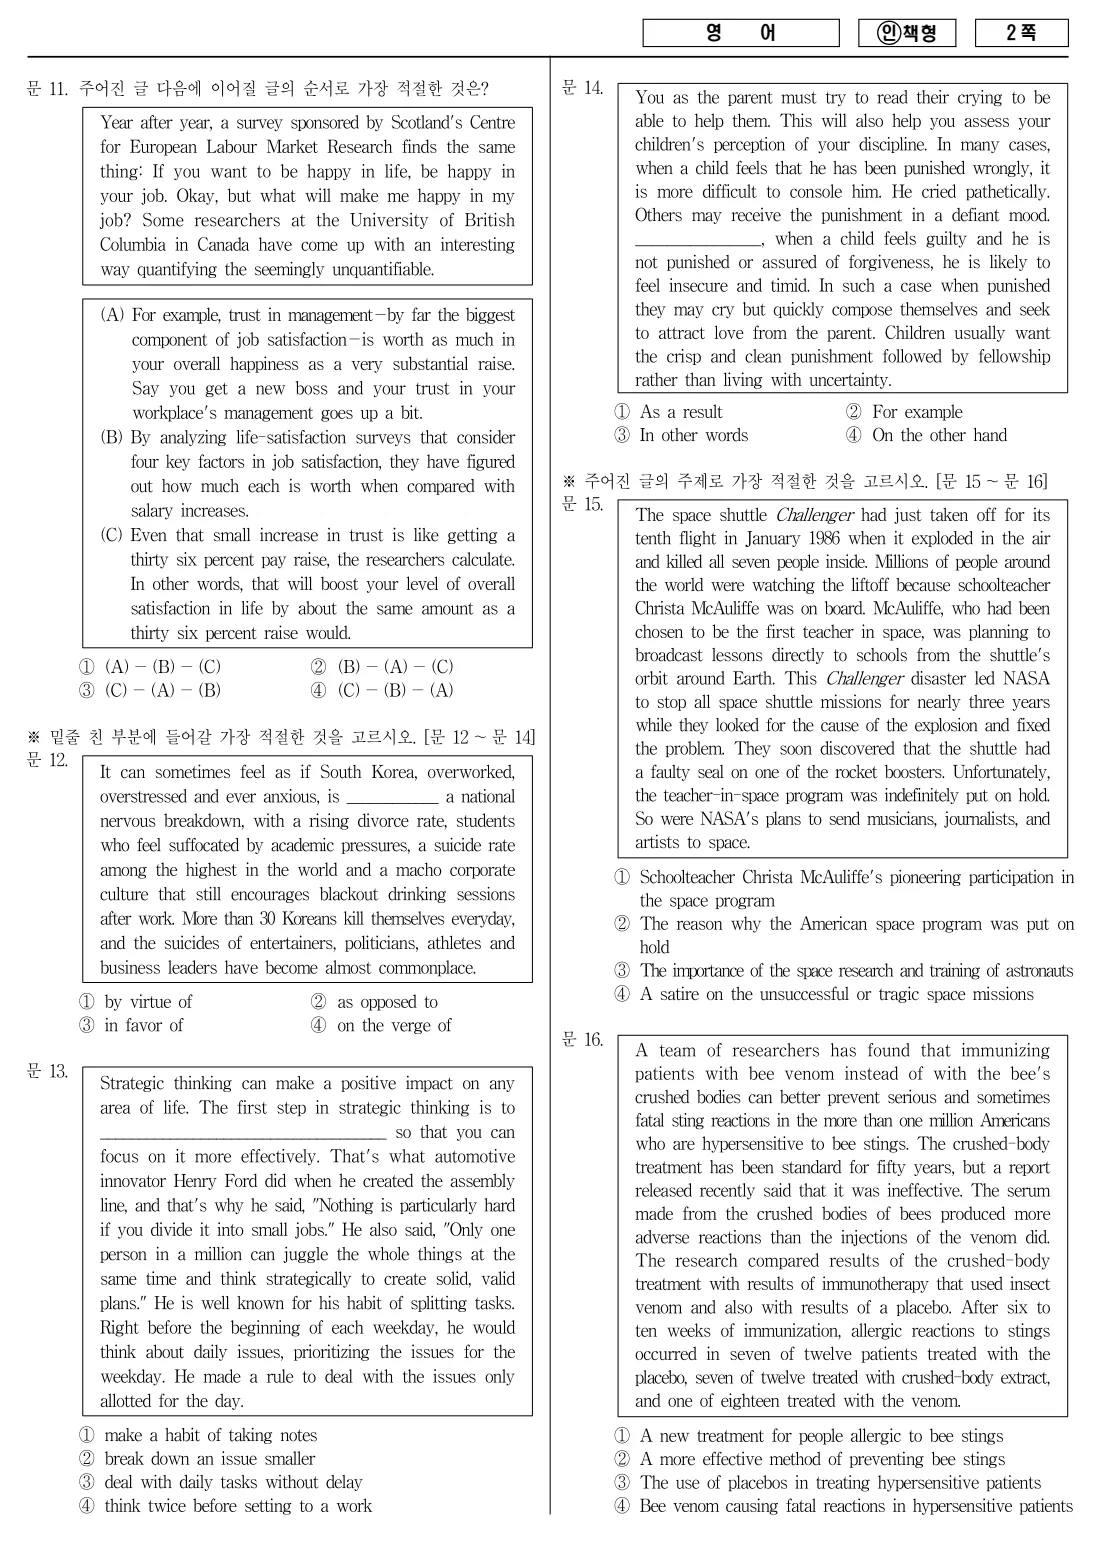 영 어
인책형
2쪽
문 11. 주어진 글 다음에 이어질 글의 순서로 가장 적절한 것은?
Year after year, a survey sponsored by Scotland's Centre
for European Labour Market Research finds the same
thing: If you want to be happy in life, be happy in
your job. Okay, but what will make me happy in my
job? Some researchers at the University of British
Columbia in Canada have come up with an interesting
way quantifying the seemingly unquantifiable.
(A) For example, trust in management－by far the biggest
component of job satisfaction－is worth as much in
your overall happiness as a very substantial raise.
Say you get a new boss and your trust in your
workplace's management goes up a bit.
(B) By analyzing life-satisfaction surveys that consider
four key factors in job satisfaction, they have figured
out how much each is worth when compared with
salary increases.
(C) Even that small increase in trust is like getting a
thirty six percent pay raise, the researchers calculate.
In other words, that will boost your level of overall
satisfaction in life by about the same amount as a
thirty six percent raise would.
① (A) - (B) - (C) ② (B) - (A) - (C)
③ (C) - (A) - (B) ④ (C) - (B) - (A)
※ 밑줄 친 부분에 들어갈 가장 적절한 것을 고르시오. [문 12 ~ 문 14]
문 12.
It can sometimes feel as if South Korea, overworked,
overstressed and ever anxious, is ____________ a national
nervous breakdown, with a rising divorce rate, students
who feel suffocated by academic pressures, a suicide rate
among the highest in the world and a macho corporate
culture that still encourages blackout drinking sessions
after work. More than 30 Koreans kill themselves everyday,
and the suicides of entertainers, politicians, athletes and
business leaders have become almost commonplace.
① by virtue of ② as opposed to
③ in favor of ④ on the verge of
문 13.
Strategic thinking can make a positive impact on any
area of life. The first step in strategic thinking is to
____________________________________ so that you can
focus on it more effectively. That's what automotive
innovator Henry Ford did when he created the assembly
line, and that's why he said, "Nothing is particularly hard
if you divide it into small jobs." He also said, "Only one
person in a million can juggle the whole things at the
same time and think strategically to create solid, valid
plans." He is well known for his habit of splitting tasks.
Right before the beginning of each weekday, he would
think about daily issues, prioritizing the issues for the
weekday. He made a rule to deal with the issues only
allotted for the day.
① make a habit of taking notes
② break down an issue smaller
③ deal with daily tasks without delay
④ think twice before setting to a work
문 14.
You as the parent must try to read their crying to be
able to help them. This will also help you assess your
children's perception of your discipline. In many cases,
when a child feels that he has been punished wrongly, it
is more difficult to console him. He cried pathetically.
Others may receive the punishment in a defiant mood.
________________, when a child feels guilty and he is
not punished or assured of forgiveness, he is likely to
feel insecure and timid. In such a case when punished
they may cry but quickly compose themselves and seek
to attract love from the parent. Children usually want
the crisp and clean punishment followed by fellowship
rather than living with uncertainty.
① As a result ② For example
③ In other words ④ On the other hand
※ 주어진 글의 주제로 가장 적절한 것을 고르시오. [문 15 ~ 문 16]
문 15.
The space shuttle Challenger had just taken off for its
tenth flight in January 1986 when it exploded in the air
and killed all seven people inside. Millions of people around
the world were watching the liftoff because schoolteacher
Christa McAuliffe was on board. McAuliffe, who had been
chosen to be the first teacher in space, was planning to
broadcast lessons directly to schools from the shuttle's
orbit around Earth. This Challenger disaster led NASA
to stop all space shuttle missions for nearly three years
while they looked for the cause of the explosion and fixed
the problem. They soon discovered that the shuttle had
a faulty seal on one of the rocket boosters. Unfortunately,
the teacher-in-space program was indefinitely put on hold.
So were NASA's plans to send musicians, journalists, and
artists to space.
① Schoolteacher Christa McAuliffe's pioneering participation in
the space program
② The reason why the American space program was put on
hold
③ The importance of the space research and training of astronauts
④ A satire on the unsuccessful or tragic space missions
문 16.
A team of researchers has found that immunizing
patients with bee venom instead of with the bee's
crushed bodies can better prevent serious and sometimes
fatal sting reactions in the more than one million Americans
who are hypersensitive to bee stings. The crushed-body
treatment has been standard for fifty years, but a report
released recently said that it was ineffective. The serum
made from the crushed bodies of bees produced more
adverse reactions than the injections of the venom did.
The research compared results of the crushed-body
treatment with results of immunotherapy that used insect
venom and also with results of a placebo. After six to
ten weeks of immunization, allergic reactions to stings
occurred in seven of twelve patients treated with the
placebo, seven of twelve treated with crushed-body extract,
and one of eighteen treated with the venom.
① A new treatment for people allergic to bee stings
② A more effective method of preventing bee stings
③ The use of placebos in treating hypersensitive patients
④ Bee venom causing fatal reactions in hypersensitive patients